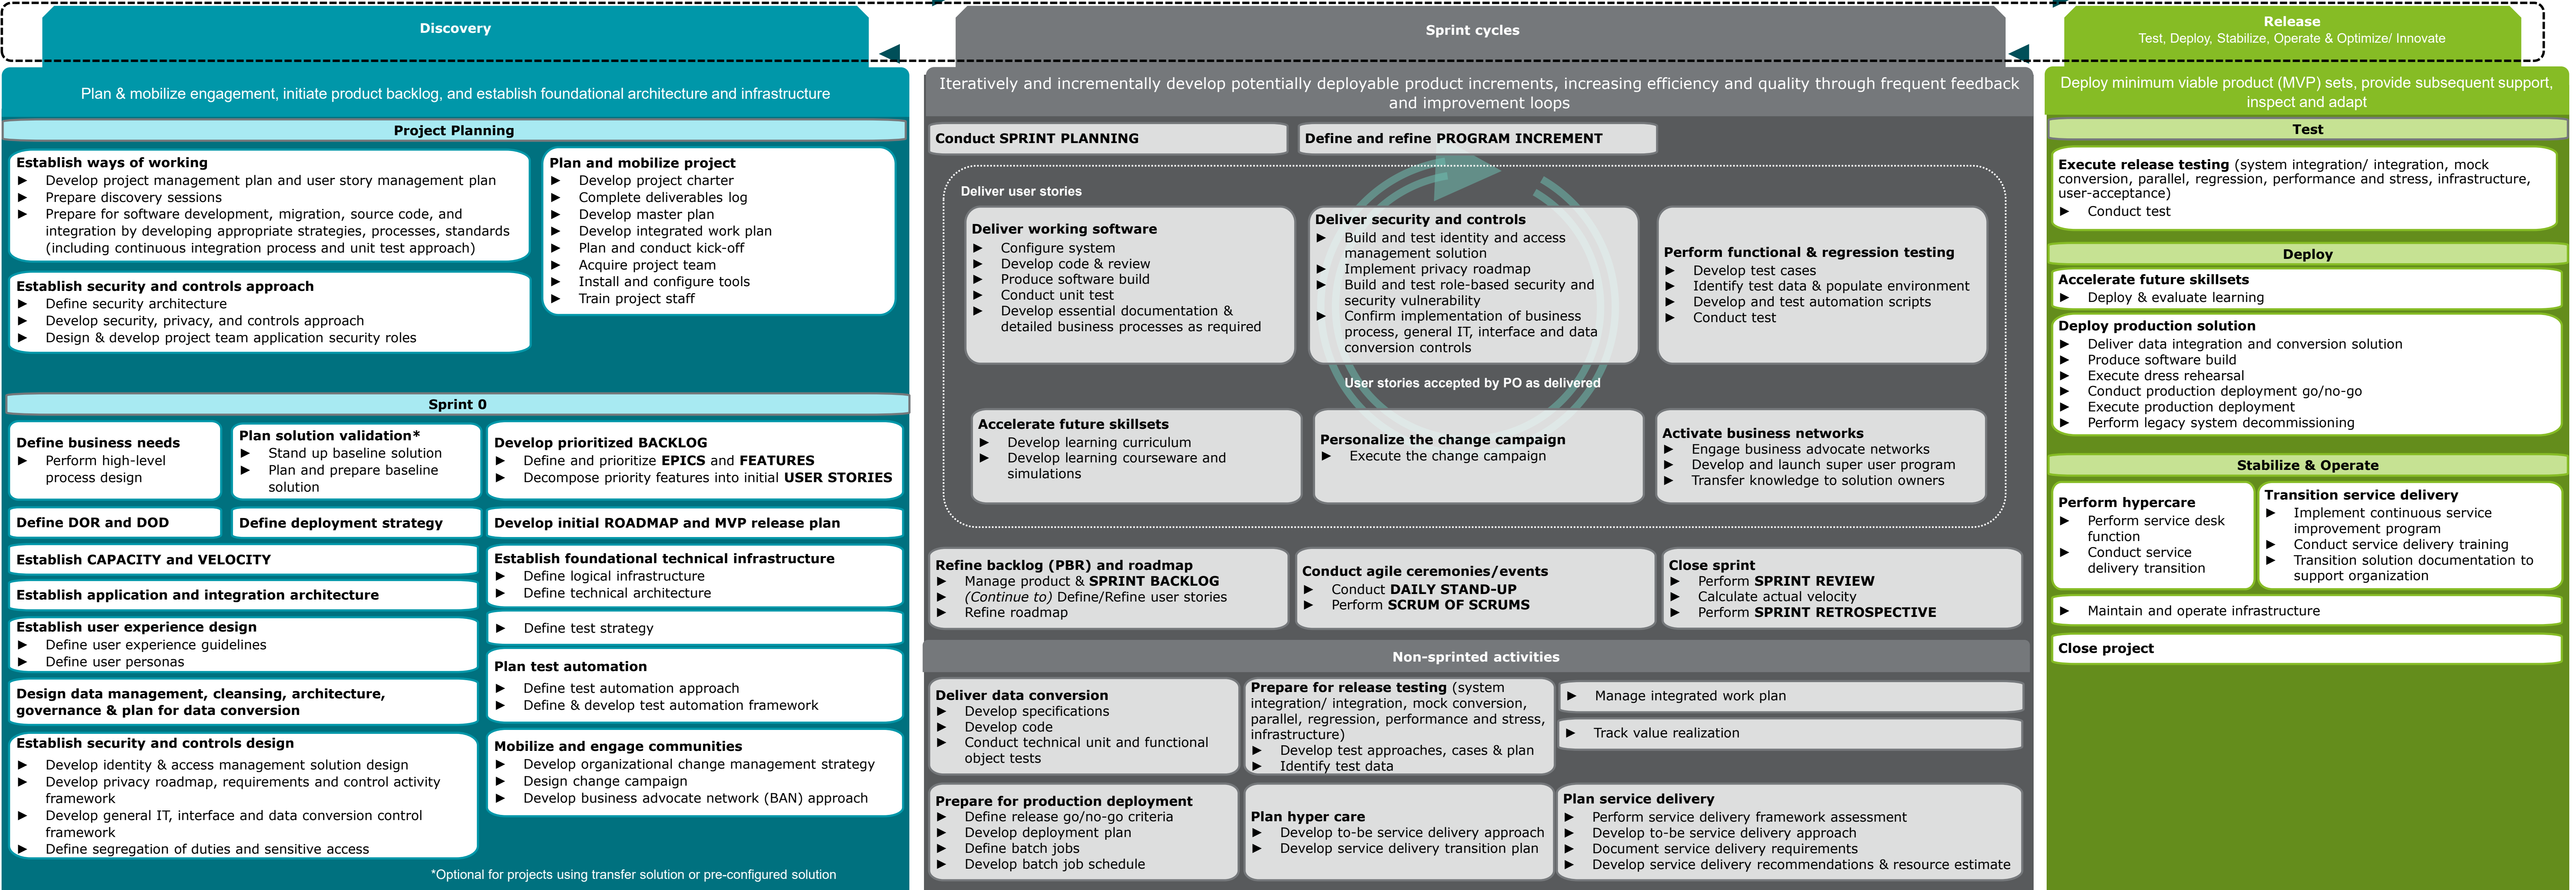 Discovery
Plan & mobilize engagement, initiate product backlog, and establish foundational architecture and infrastructure
Project Planning
Establish ways of working
► Develop project management plan and user story management plan
► Prepare discovery sessions
► Prepare for software development, migration, source code, and
integration by developing appropriate strategies, processes, standards
(including continuous integration process and unit test approach)
Establish security and controls approach
► Define security architecture
► Develop security, privacy, and controls approach
► Design & develop project team application security roles
Plan and mobilize project
► Develop project charter
► Complete deliverables log
► Develop master plan
► Develop integrated work plan
► Plan and conduct kick-off
► Acquire project team
► Install and configure tools
► Train project staff
Sprint 0
Define business needs
► Perform high-level
process design
Plan solution validation*
► Stand up baseline solution
► Plan and prepare baseline
solution
Develop prioritized BACKLOG
► Define and prioritize EPICS and FEATURES
► Decompose priority features into initial USER STORIES
Define DOR and DOD
Define deployment strategy
Develop initial ROADMAP and MVP release plan
Establish CAPACITY and VELOCITY
Establish application and integration architecture
Establish user experience design
► Define user experience guidelines
► Define user personas
Design data management, cleansing, architecture,
governance & plan for data conversion
Establish security and controls design
► Develop identity & access management solution design
► Develop privacy roadmap, requirements and control activity
framework
► Develop general IT, interface and data conversion control
framework
► Define segregation of duties and sensitive access
Establish foundational technical infrastructure
► Define logical infrastructure
► Define technical architecture
► Define test strategy
Plan test automation
► Define test automation approach
► Define & develop test automation framework
Mobilize and engage communities
► Develop organizational change management strategy
► Design change campaign
► Develop business advocate network (BAN) approach
*Optional for projects using transfer solution or pre-configured solution
Sprint cycles
Iteratively and incrementally develop potentially deployable product increments, increasing efficiency and quality through frequent feedback
and improvement loops
Conduct SPRINT PLANNING
Define and refine PROGRAM INCREMENT
Deliver user stories
Deliver working software
► Configure system
► Develop code & review
► Produce software build
► Conduct unit test
► Develop essential documentation &
detailed business processes as required
Deliver security and controls
► Build and test identity and access
management solution
► Implement privacy roadmap
► Build and test role-based security and
security vulnerability
► Confirm implementation of business
process, general IT, interface and data
conversion controls
Perform functional & regression testing
► Develop test cases
► Identify test data & populate environment
► Develop and test automation scripts
► Conduct test
User stories accepted by PO as delivered
Accelerate future skillsets
► Develop learning curriculum
► Develop learning courseware and
simulations
Personalize the change campaign
► Execute the change campaign
Activate business networks
► Engage business advocate networks
► Develop and launch super user program
► Transfer knowledge to solution owners
Refine backlog (PBR) and roadmap
► Manage product & SPRINT BACKLOG
► (Continue to) Define/Refine user stories
► Refine roadmap
Conduct agile ceremonies/events
► Conduct DAILY STAND-UP
► Perform SCRUM OF SCRUMS
Close sprint
► Perform SPRINT REVIEW
► Calculate actual velocity
► Perform SPRINT RETROSPECTIVE
Non-sprinted activities
Deliver data conversion
► Develop specifications
► Develop code
► Conduct technical unit and functional
object tests
Prepare for release testing (system
integration/ integration, mock conversion,
parallel, regression, performance and stress,
infrastructure)
► Develop test approaches, cases & plan
► Identify test data
► Manage integrated work plan
► Track value realization
Prepare for production deployment
► Define release go/no-go criteria
► Develop deployment plan
► Define batch jobs
► Develop batch job schedule
Plan hyper care
► Develop to-be service delivery approach
► Develop service delivery transition plan
Plan service delivery
► Perform service delivery framework assessment
► Develop to-be service delivery approach
► Document service delivery requirements
► Develop service delivery recommendations & resource estimate
Release
Test, Deploy, Stabilize, Operate & Optimize/ Innovate
Deploy minimum viable product (MVP) sets, provide subsequent support,
inspect and adapt
Test
Execute release testing (system integration/ integration, mock
conversion, parallel, regression, performance and stress, infrastructure,
user-acceptance)
► Conduct test
Deploy
Accelerate future skillsets
► Deploy & evaluate learning
Deploy production solution
► Deliver data integration and conversion solution
► Produce software build
► Execute dress rehearsal
► Conduct production deployment go/no-go
► Execute production deployment
► Perform legacy system decommissioning
Stabilize & Operate
Perform hypercare
► Perform service desk
function
► Conduct service
delivery transition
Transition service delivery
► Implement continuous service
improvement program
► Conduct service delivery training
► Transition solution documentation to
support organization
► Maintain and operate infrastructure
Close project